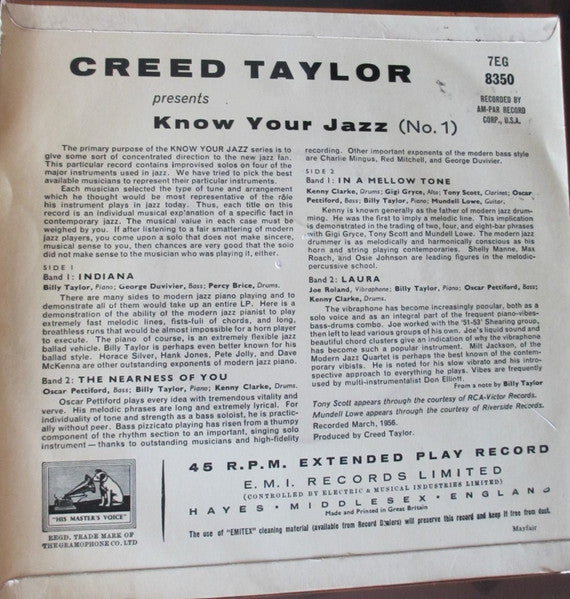 CREED TAYLOR
presents
Know Your Jazz (No. 1)
7EG
8350
RECORDED BY
AM-PAR RECORD
CORP., U.S.A.
The primary purpose of the KNOW YOUR JAZZ series is to
give some sort of concentrated direction to the new jazz fan.
This particular record contains improvised solos on four of the
major instruments used in jazz. We have tried to pick the best
available musicians to represent their particular instruments.
Each musician selected the type of tune and arrangement
which he thought would be most representative of the rôle
his instrument plays in jazz today. Thus, each title on this
record is an individual musical explanation of a specific fact in
contemporary jazz. The musical value in each case must be
weighed by you. If after listening to a fair smattering of modern
jazz players, you come upon a solo that does not make sincere,
musical sense to you, then chances are very good that the solo
did not make sense to the musician who was playing it, either.
SIDE 1
Band 1: INDIANA
Billy Taylor, Piano; George Duvivier, Bass; Percy Brice, Drums.
There are many sides to modern jazz piano playing and to
demonstrate all of them would take up an entire LP. Here is a
demonstration of the ability of the modern jazz pianist to play
extremely fast melodic lines, fists-full of chords, and long,
breathless runs that would be almost impossible for a horn player
to execute. The piano of course, is an extremely flexible jazz
ballad vehicle. Billy Taylor is perhaps even better known for his
ballad style. Horace Silver, Hank Jones, Pete Jolly, and Dave
McKenna are other outstanding exponents of modern jazz piano.
Band 2: THE NEARNESS OF YOU
Oscar Pettiford, Bass; Billy Taylor, Piano; Kenny Clarke, Drums.
Oscar Pettiford plays every idea with tremendous vitality and
verve. His melodic phrases are long and extremely lyrical. For
individuality of tone and strength as a bass soloist, he is practic-
ally without peer. Bass pizzicato playing has risen from a thumpy
component of the rhythm section to an important, singing solo
instrument—thanks to outstanding musicians and high-fidelity
recording. Other important exponents of the modern bass style
are Charlie Mingus, Red Mitchell, and George Duvivier.
SIDE 2
Band 1: IN A MELLOW TONE
Kenny Clarke, Drums; Gigi Gryce, Alto; Tony Scott, Clarinet; Oscar
Pettiford, Bass; Billy Taylor, Piano; Mundell Lowe, Guitar.
Kenny is known generally as the father of modern jazz drum-
ming. He was the first to imply a melodic line. This implication
is demonstrated in the trading of two, four, and eight-bar phrases
with Gigi Gryce, Tony Scott and Mundell Lowe. The modern jazz
drummer is as melodically and harmonically conscious as his
horn and string playing contemporaries. Shelly Manne, Max
Roach, and Osie Johnson are leading figures in the melodic-
percussive school.
Band 2: LAURA
Joe Roland, Vibraphone; Billy Taylor, Piano; Oscar Pettiford, Bass;
Kenny Clarke, Drums.
The vibraphone has become increasingly popular, both as a
solo voice and as an integral part of the frequent piano-vibes-
bass-drums combo. Joe worked with the '51-53' Shearing group,
then left to lead various groups of his own. Joe's liquid sound and
beautiful chord clusters give an indication of why the vibraphone
has become such a popular instrument. Milt Jackson, of the
Modern Jazz Quartet is perhaps the best known of the contem-
porary vibists. He is noted for his slow vibrato and his intro-
spective approach to everything he plays. Vibes are frequently
used by multi-instrumentalist Don Elliott.
From a note by Billy Taylor
Tony Scott appears through the courtesy of RCA-Victor Records.
Mundell Lowe appears through the courtesy of Riverside Records.
Recorded March, 1956.
Produced by Creed Taylor.
"HIS MASTER'S VOICE"
REGD. TRADE MARK OF
THE GRAMOPHONE CO. LTD
45 R.P.M. EXTENDED PLAY RECORD
E.M.I. RECORDS LIMITED
(CONTROLLED BY ELECTRIC & MUSICAL INDUSTRIES LIMITED)
HAYES · MIDDLESEX · ENGLAND
Made and Printed in Great Britain
The use of "EMITEX" cleaning material (available from Record Dealers) will preserve this record and keep it free from dust.
Mayfair